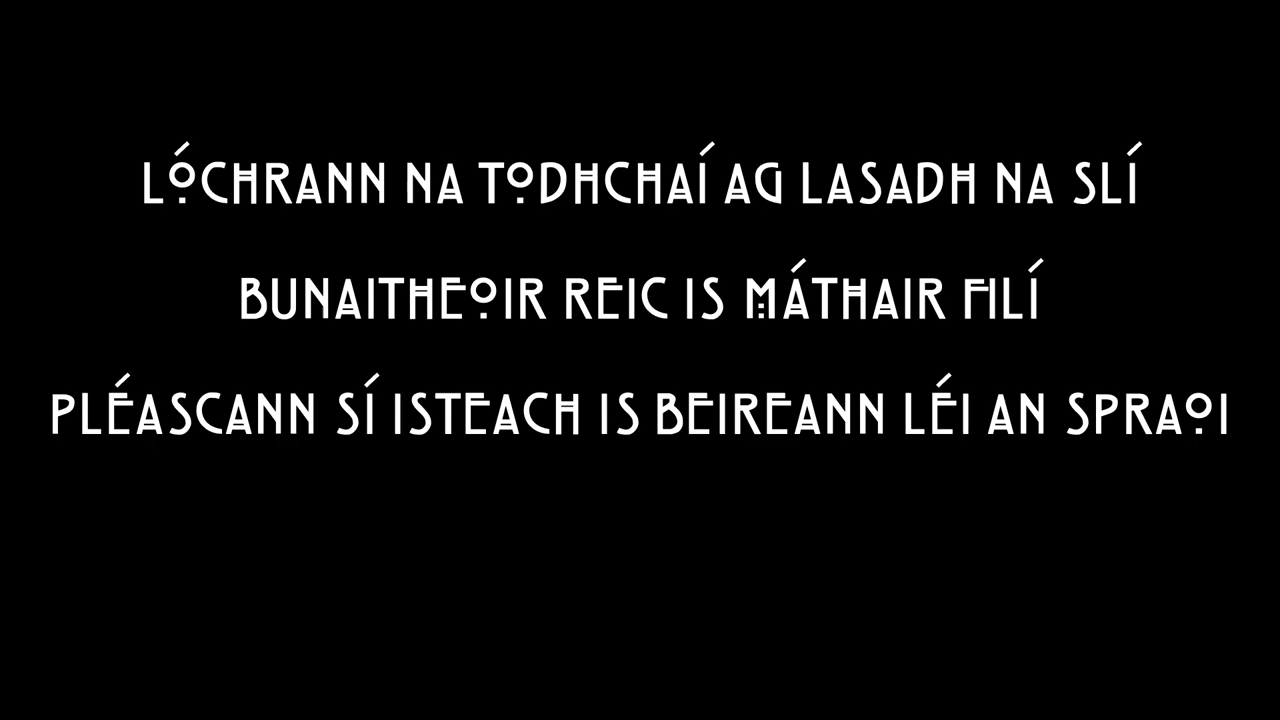 LÓCHRANN NA TODHCHAÍ AG LASADH NA SLÍ
BUNAITHEOIR REIC IS MÁTHAIR FILÍ
PLÉASCANN SÍ ISTEACH IS BEIREANN LÉI AN SPRAOI